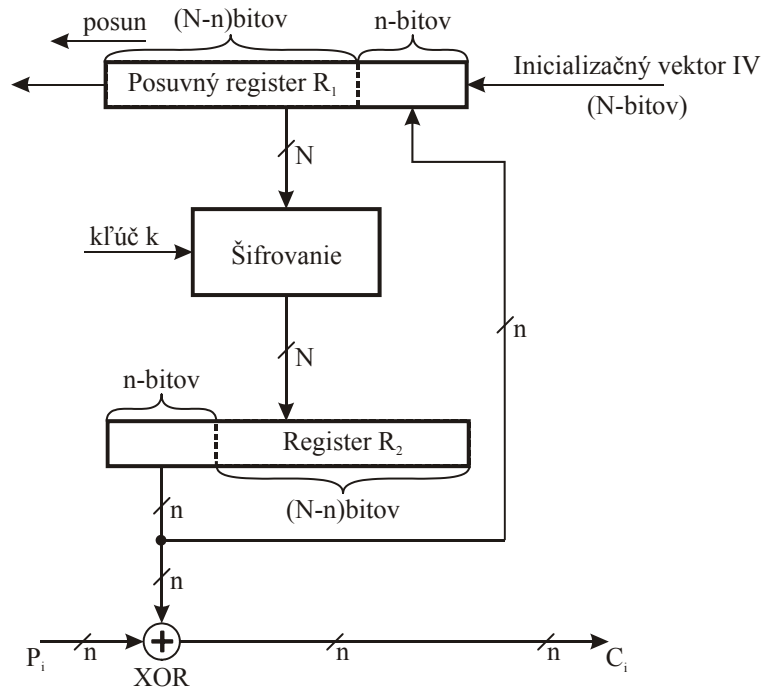 posun
(N-n)bitov
n-bitov
Posuvný register R₁
Inicializačný vektor IV
(N-bitov)
N
kľúč k
Šifrovanie
n
N
n-bitov
Register R₂
(N-n)bitov
n
n
Pᵢ
n
XOR
n
n
Cᵢ